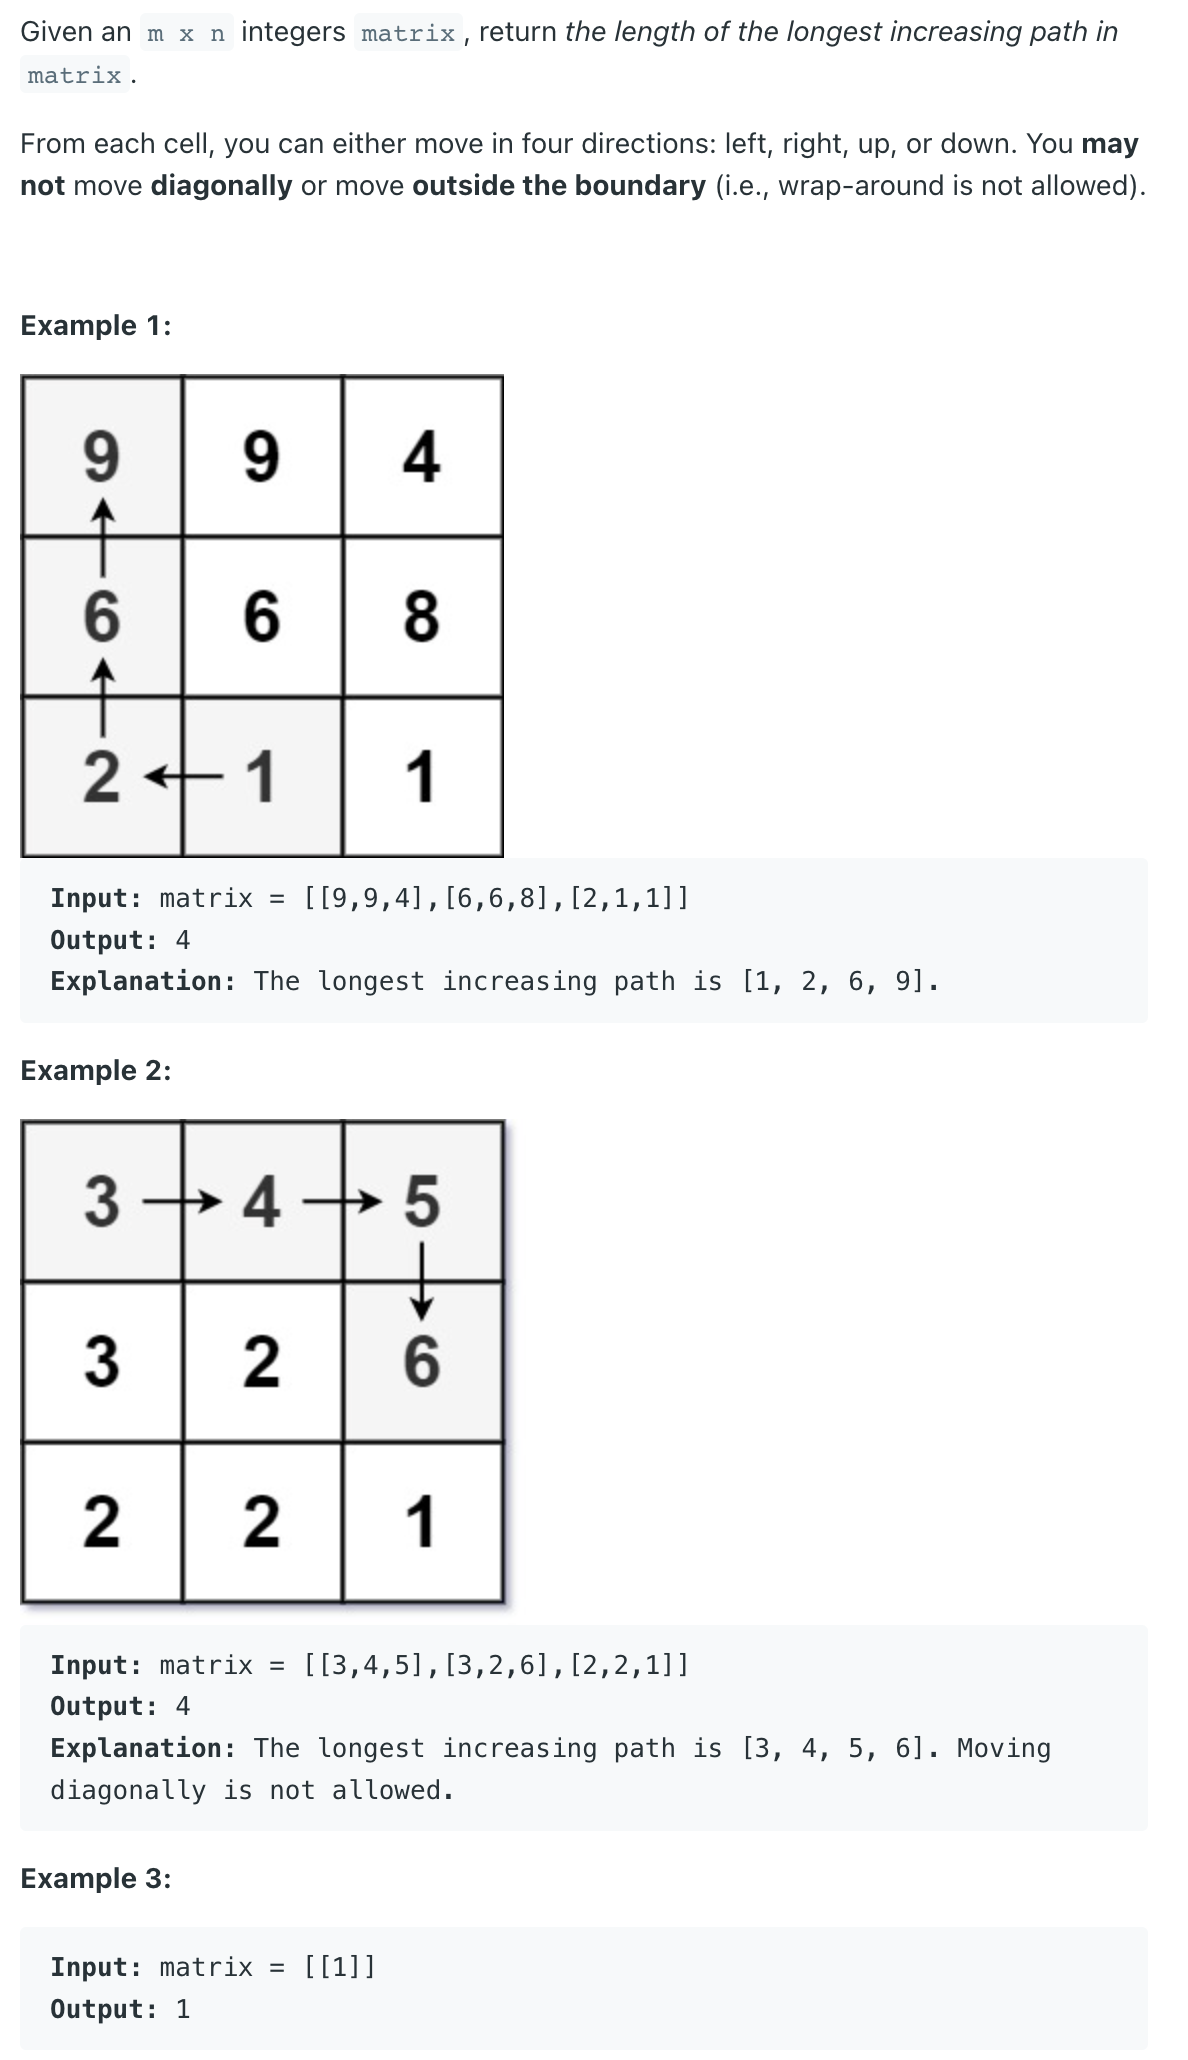 Given an m x n integers matrix, return the length of the longest increasing path in
matrix.
From each cell, you can either move in four directions: left, right, up, or down. You may
not move diagonally or move outside the boundary (i.e., wrap-around is not allowed).
Example 1:
9 9 4
6 6 8
2 1 1
Input: matrix = [[9,9,4],[6,6,8],[2,1,1]]
Output: 4
Explanation: The longest increasing path is [1, 2, 6, 9].
Example 2:
3 4 5
3 2 6
2 2 1
Input: matrix = [[3,4,5],[3,2,6],[2,2,1]]
Output: 4
Explanation: The longest increasing path is [3, 4, 5, 6]. Moving
diagonally is not allowed.
Example 3:
Input: matrix = [[1]]
Output: 1